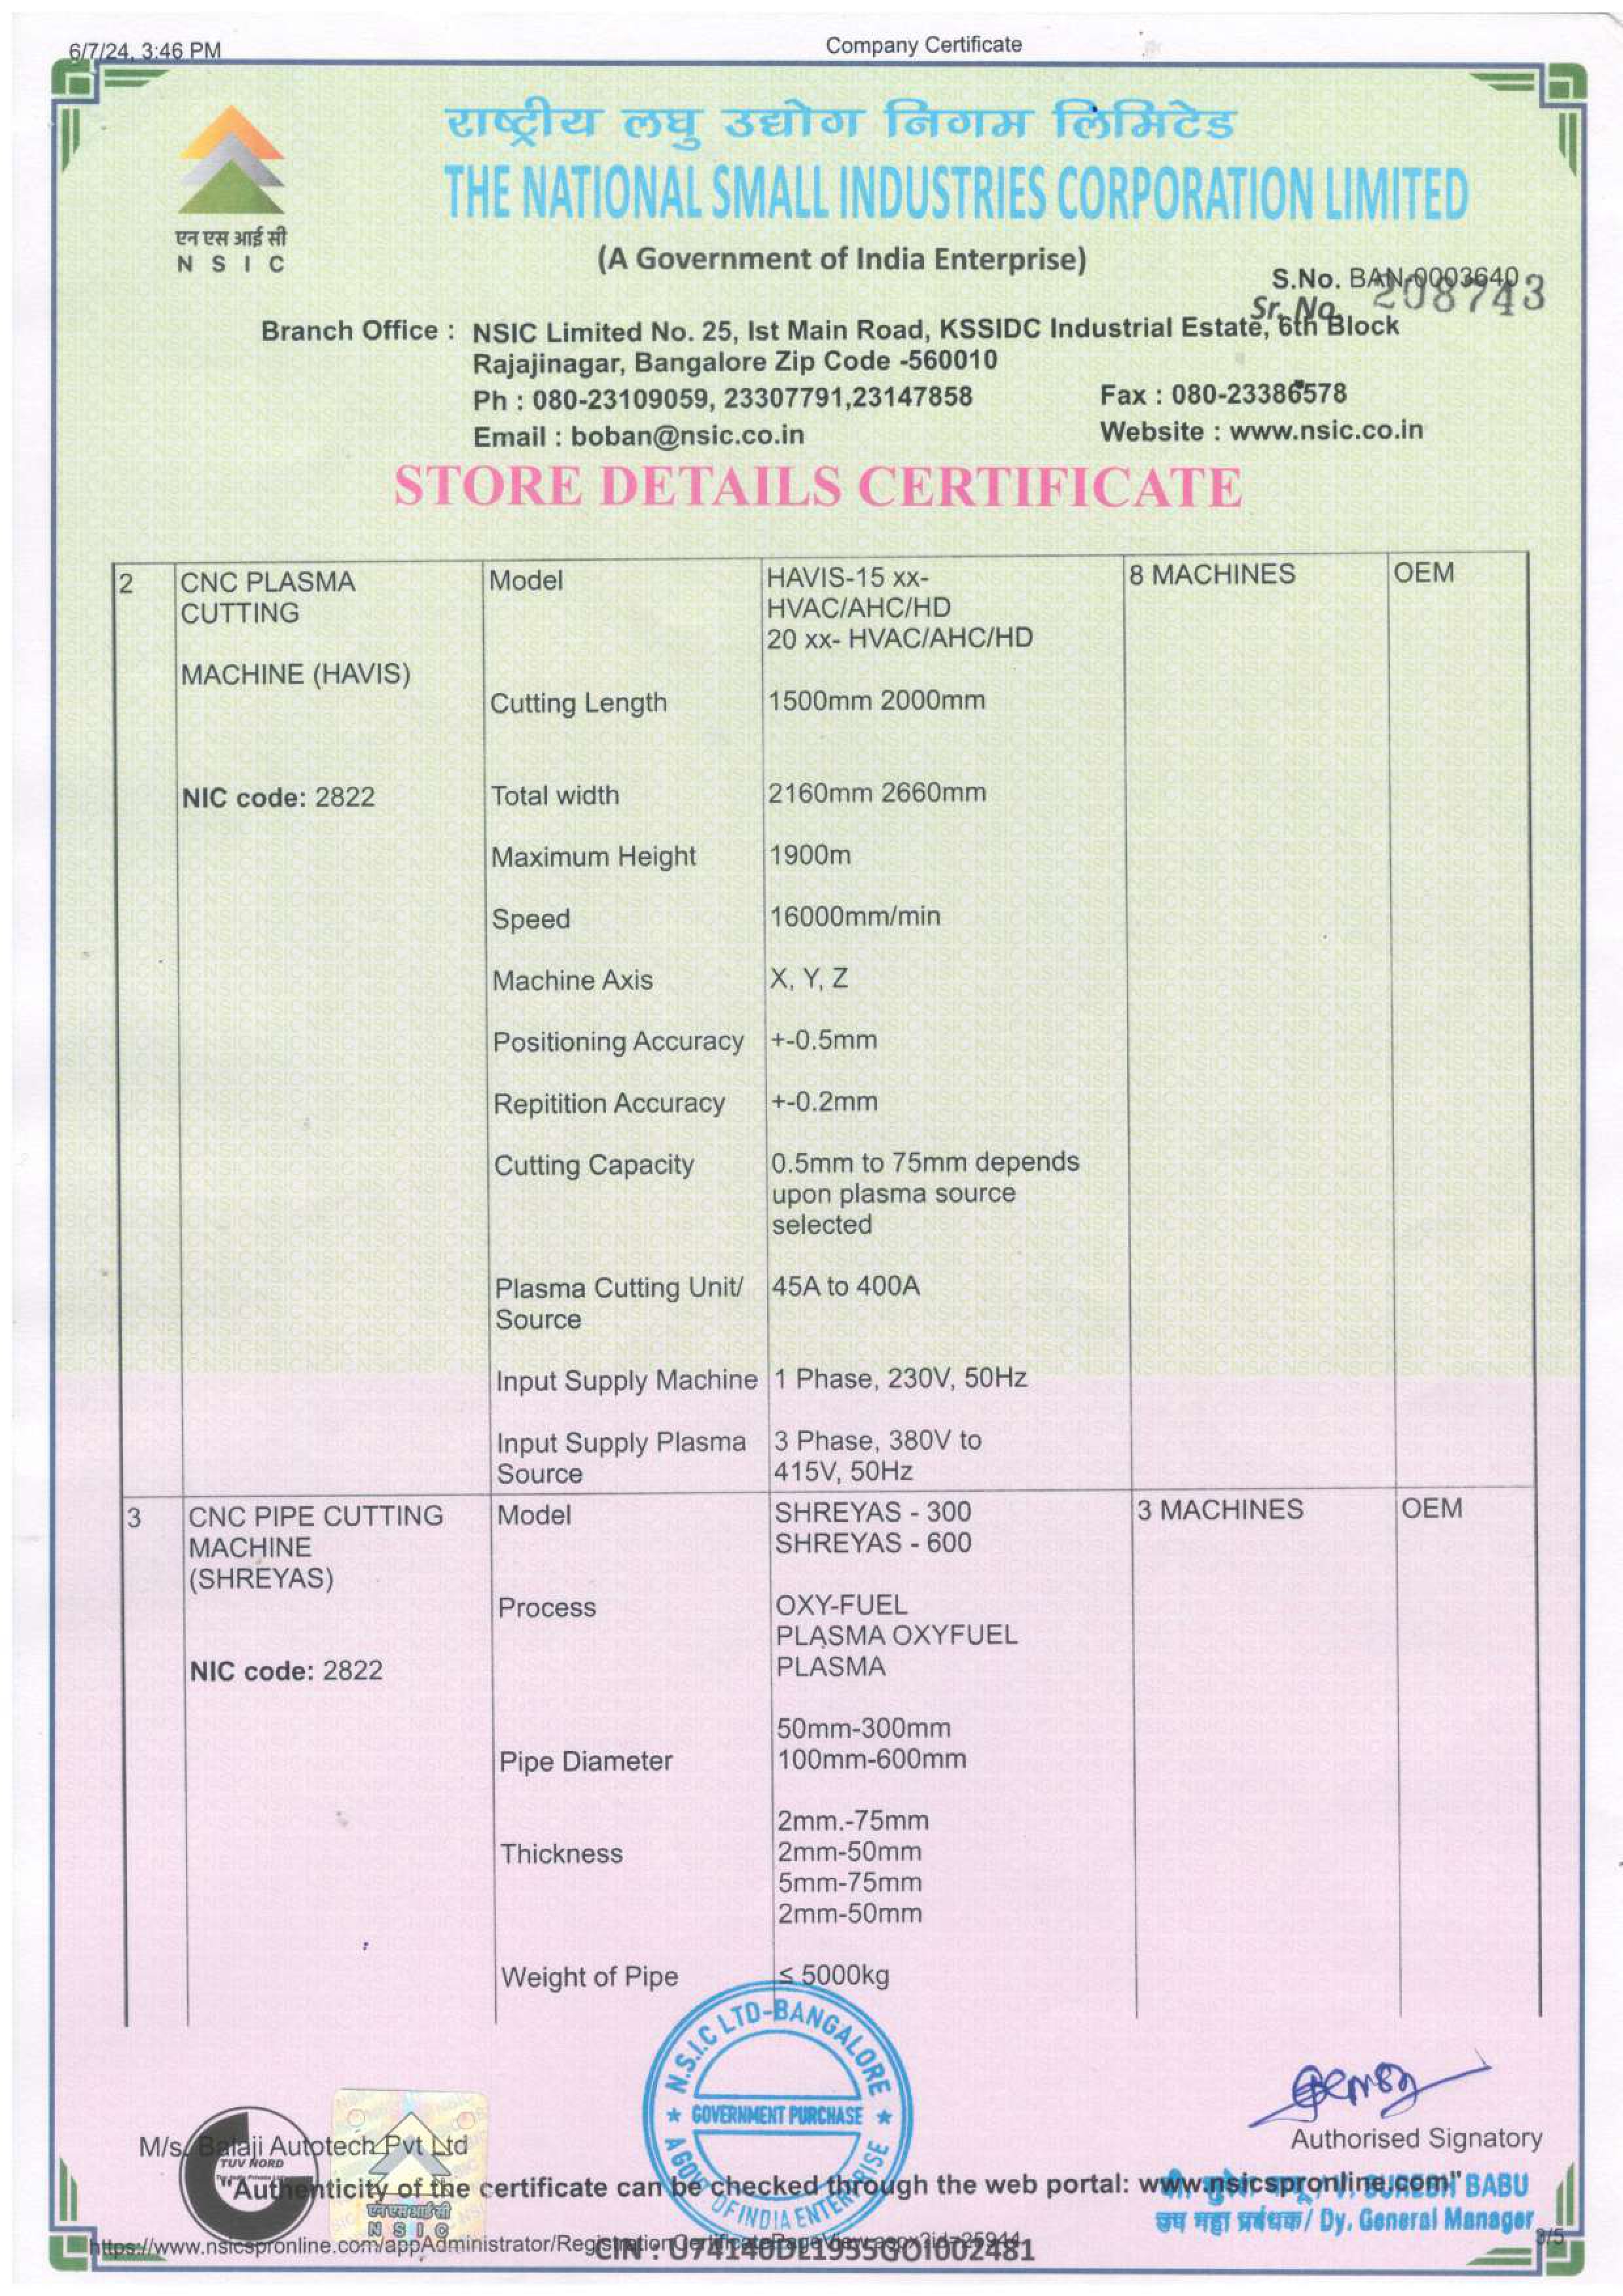 6/7/24, 3:46 PM
Company Certificate
राष्ट्रीय लघु उद्योग निगम लिमिटेड
THE NATIONAL SMALL INDUSTRIES CORPORATION LIMITED
एन एस आई सी
N S I C
(A Government of India Enterprise)
S.No. BAN-0003640
Sr. No. 208743
Branch Office : NSIC Limited No. 25, Ist Main Road, KSSIDC Industrial Estate, 6th Block
Rajajinagar, Bangalore Zip Code -560010
Ph : 080-23109059, 23307791,23147858 Fax : 080-23386578
Email : boban@nsic.co.in Website : www.nsic.co.in
STORE DETAILS CERTIFICATE
2 CNC PLASMA Model HAVIS-15 xx- 8 MACHINES OEM
CUTTING HVAC/AHC/HD
20 xx- HVAC/AHC/HD
MACHINE (HAVIS)
Cutting Length 1500mm 2000mm
NIC code: 2822 Total width 2160mm 2660mm
Maximum Height 1900m
Speed 16000mm/min
Machine Axis X, Y, Z
Positioning Accuracy +-0.5mm
Repitition Accuracy +-0.2mm
Cutting Capacity 0.5mm to 75mm depends
upon plasma source
selected
Plasma Cutting Unit/ 45A to 400A
Source
Input Supply Machine 1 Phase, 230V, 50Hz
Input Supply Plasma 3 Phase, 380V to
Source 415V, 50Hz
3 CNC PIPE CUTTING Model SHREYAS - 300 3 MACHINES OEM
MACHINE SHREYAS - 600
(SHREYAS)
Process OXY-FUEL
PLASMA OXYFUEL
NIC code: 2822 PLASMA
50mm-300mm
Pipe Diameter 100mm-600mm
2mm.-75mm
Thickness 2mm-50mm
5mm-75mm
2mm-50mm
Weight of Pipe ≤ 5000kg
N.S.I.C LTD-BANGALORE
★ GOVERNMENT PURCHASE ★
A GOVT OF INDIA ENTERPRISE
Authorised Signatory
M/s. Balaji Autotech Pvt Ltd
TUV NORD
"Authenticity of the certificate can be checked through the web portal: www.nsicspronline.com"
SURESH BABU
उप महा प्रबंधक/ Dy. General Manager
एनएसआईसी
N S I C
https://www.nsicspronline.com/appAdministrator/RegistrationCertificatePageView.aspx?id=25944
CIN : U74140DL1955GOI002481
3/5